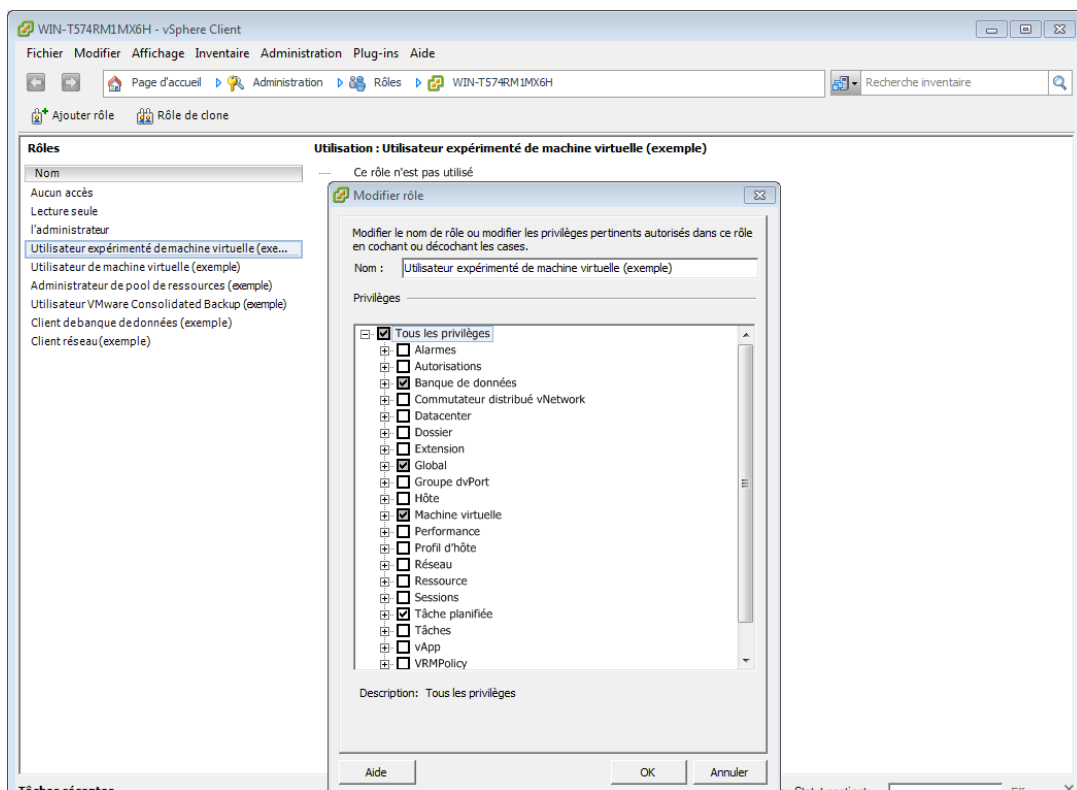 WIN-T574RM1MX6H - vSphere Client
Fichier Modifier Affichage Inventaire Administration Plug-ins Aide
Page d'accueil Administration Rôles WIN-T574RM1MX6H Recherche inventaire
Ajouter rôle Rôle de clone
Rôles
Utilisation : Utilisateur expérimenté de machine virtuelle (exemple)
Nom
Ce rôle n'est pas utilisé
Aucun accès
Lecture seule
l'administrateur
Utilisateur expérimenté de machine virtuelle (exe...
Utilisateur de machine virtuelle (exemple)
Administrateur de pool de ressources (exemple)
Utilisateur VMware Consolidated Backup (exemple)
Client de banque de données (exemple)
Client réseau (exemple)
Modifier rôle
Modifier le nom de rôle ou modifier les privilèges pertinents autorisés dans ce rôle
en cochant ou décochant les cases.
Nom : Utilisateur expérimenté de machine virtuelle (exemple)
Privilèges
Tous les privilèges
Alarmes
Autorisations
Banque de données
Commutateur distribué vNetwork
Datacenter
Dossier
Extension
Global
Groupe dvPort
Hôte
Machine virtuelle
Performance
Profil d'hôte
Réseau
Ressource
Sessions
Tâche planifiée
Tâches
vApp
VRMPolicy
Description: Tous les privilèges
Aide OK Annuler
Tâches récentes